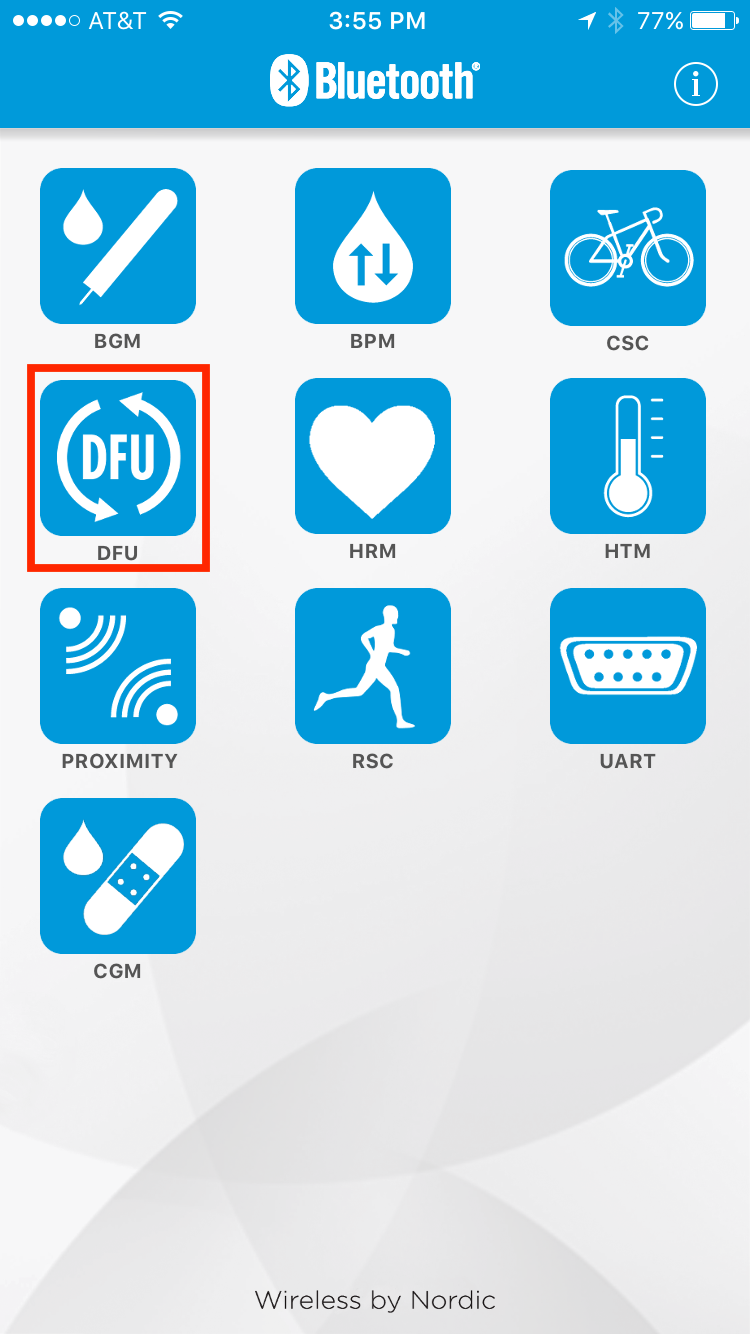 AT&T 3:55 PM 77%
Bluetooth®
i
BGM BPM CSC
DFU
DFU HRM HTM
PROXIMITY RSC UART
CGM
Wireless by Nordic